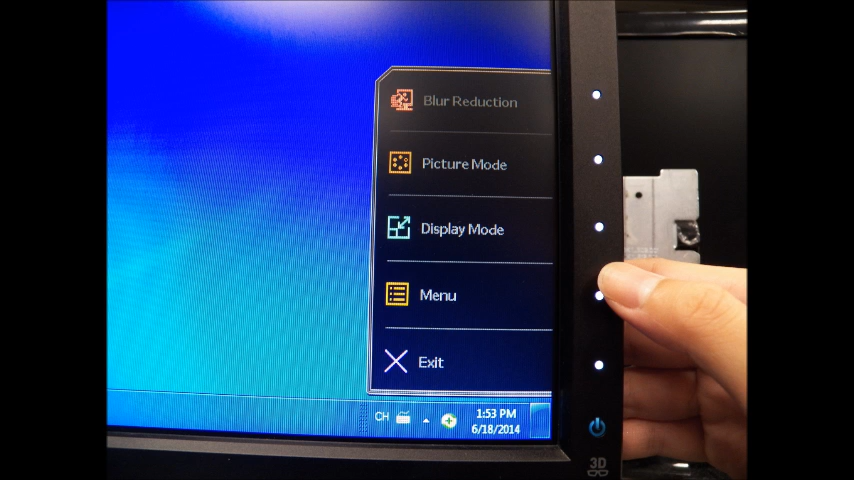 Blur Reduction
Picture Mode
Display Mode
Menu
Exit
CH
1:53 PM
6/18/2014
3D